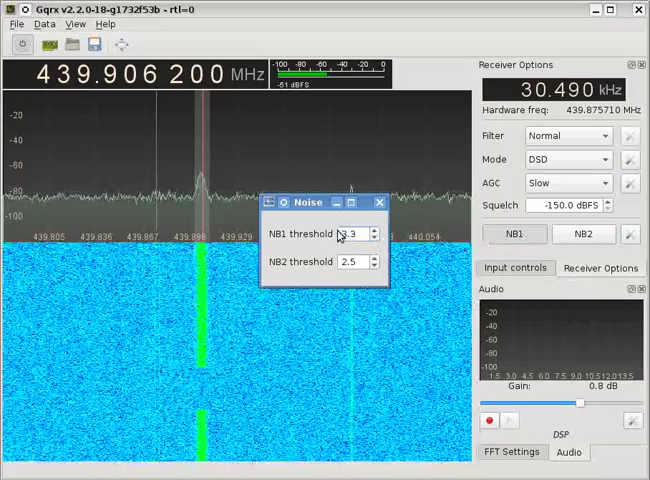 Gqrx v2.2.0-18-g1732f53b - rtl=0
File Data View Help
439.906 200 MHz
-100 -80 -60 -40 -20 0
-51 dBFS
-20
-40
-60
-80
-100
439.805 439.836 439.867 439.898 439.929 440.054
Noise
NB1 threshold 3.3
NB2 threshold 2.5
Receiver Options
30.490 kHz
Hardware freq: 439.875710 MHz
Filter Normal
Mode DSD
AGC Slow
Squelch -150.0 dBFS
NB1 NB2
Input controls Receiver Options
Audio
-20
-40
-60
-80
-100
1.5 3.0 4.5 6.0 7.5 9.0 10.5 12.0 13.5
Gain: 0.8 dB
DSP
FFT Settings Audio